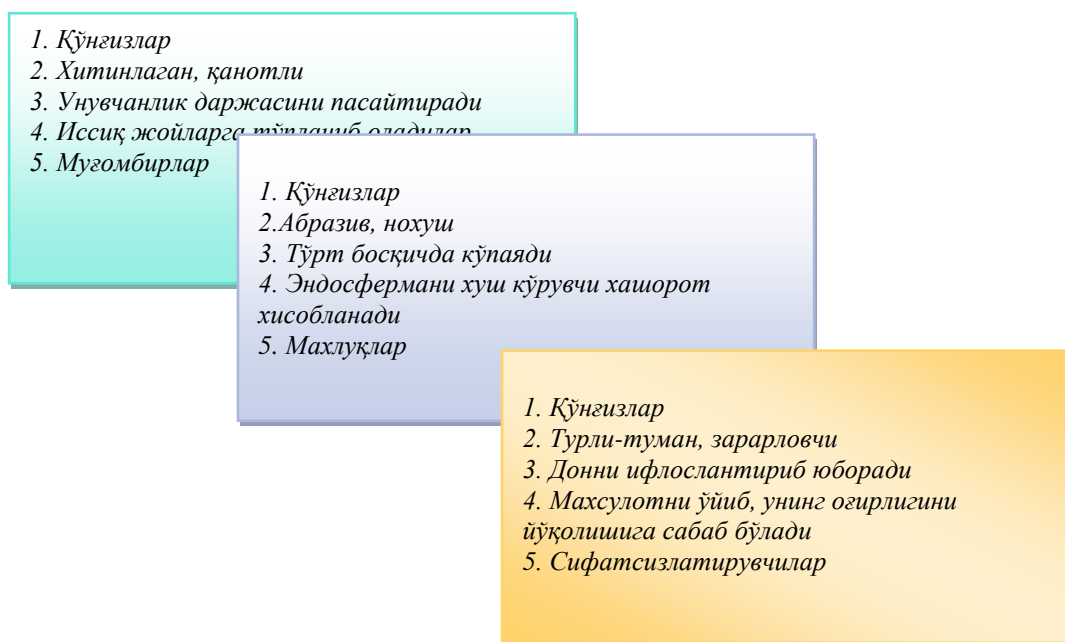 1. Қўнғизлар
2. Хитинлаган, қанотли
3. Унувчанлик даржасини пасайтиради
4. Иссиқ жойларга тўпланиб оладилар
5. Муғомбирлар
1. Қўнғизлар
2.Абразив, нохуш
3. Тўрт босқичда кўпаяди
4. Эндосфермани хуш кўрувчи хашорот
хисобланади
5. Махлуқлар
1. Қўнғизлар
2. Турли-туман, зарарловчи
3. Донни ифлослантириб юборади
4. Махсулотни ўйиб, унинг оғирлигини
йўқолишига сабаб бўлади
5. Сифатсизлатирувчилар